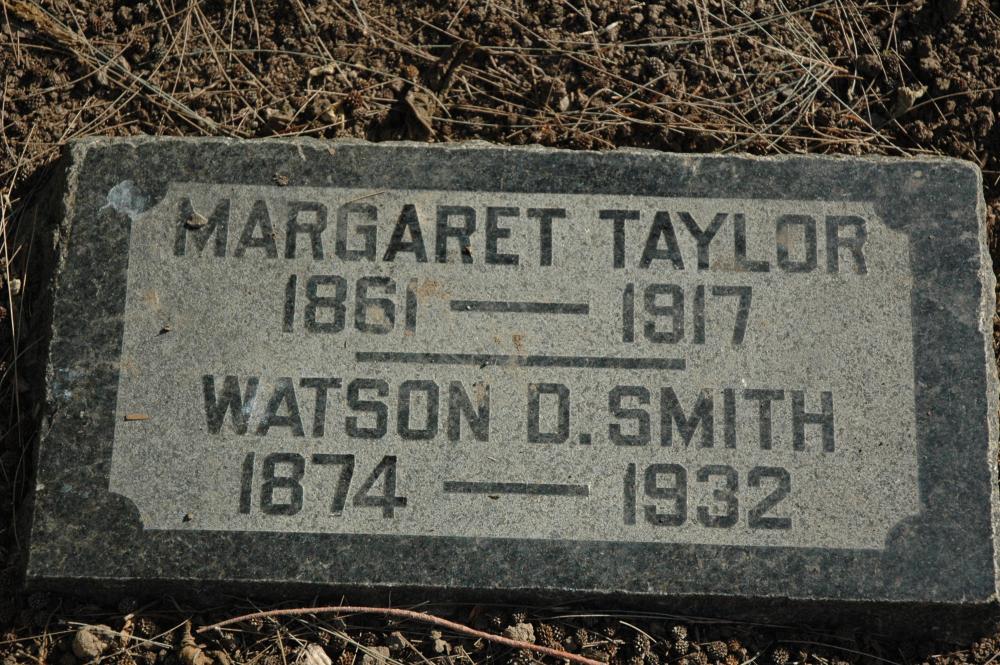 MARGARET TAYLOR
1861 — 1917
WATSON D. SMITH
1874 — 1932